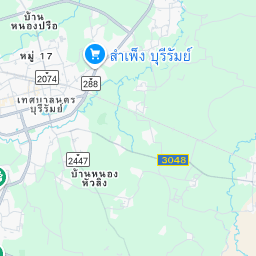 บ้าน
หนองปรือ
หมู่ 17
สำเพ็ง บุรีรัมย์
2074
288
เทศบาลนคร
บุรีรัมย์
2447
3048
บ้านหนอง
หัวลิง